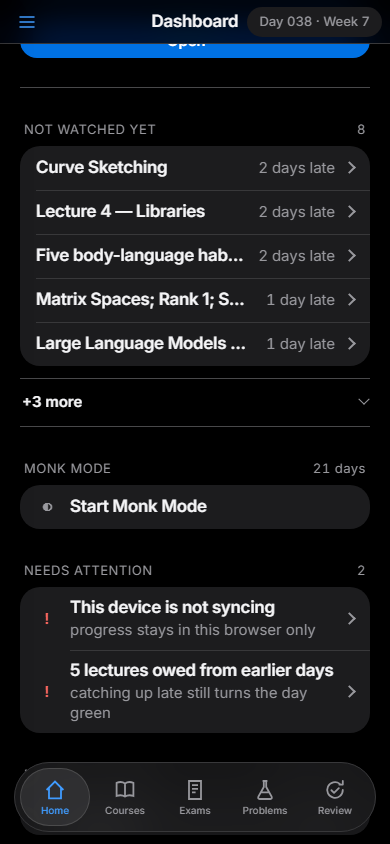 Dashboard
Day 038 · Week 7
Open
NOT WATCHED YET 8
Curve Sketching 2 days late
Lecture 4 — Libraries 2 days late
Five body-language hab... 2 days late
Matrix Spaces; Rank 1; S... 1 day late
Large Language Models ... 1 day late
+3 more
MONK MODE 21 days
Start Monk Mode
NEEDS ATTENTION 2
! This device is not syncing
progress stays in this browser only
! 5 lectures owed from earlier days
catching up late still turns the day
green
Home Courses Exams Problems Review